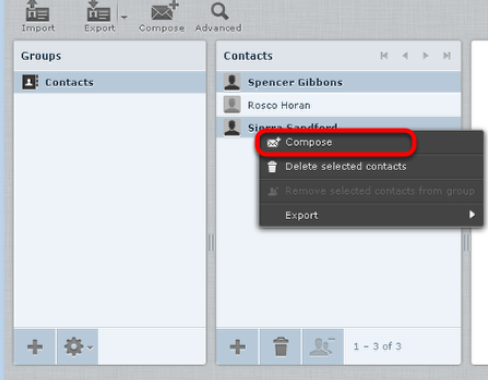 Import Export Compose Advanced
Groups
Contacts
Contacts
Spencer Gibbons
Rosco Horan
Sierra Sandford
Compose
Delete selected contacts
Remove selected contacts from group
Export
1 – 3 of 3